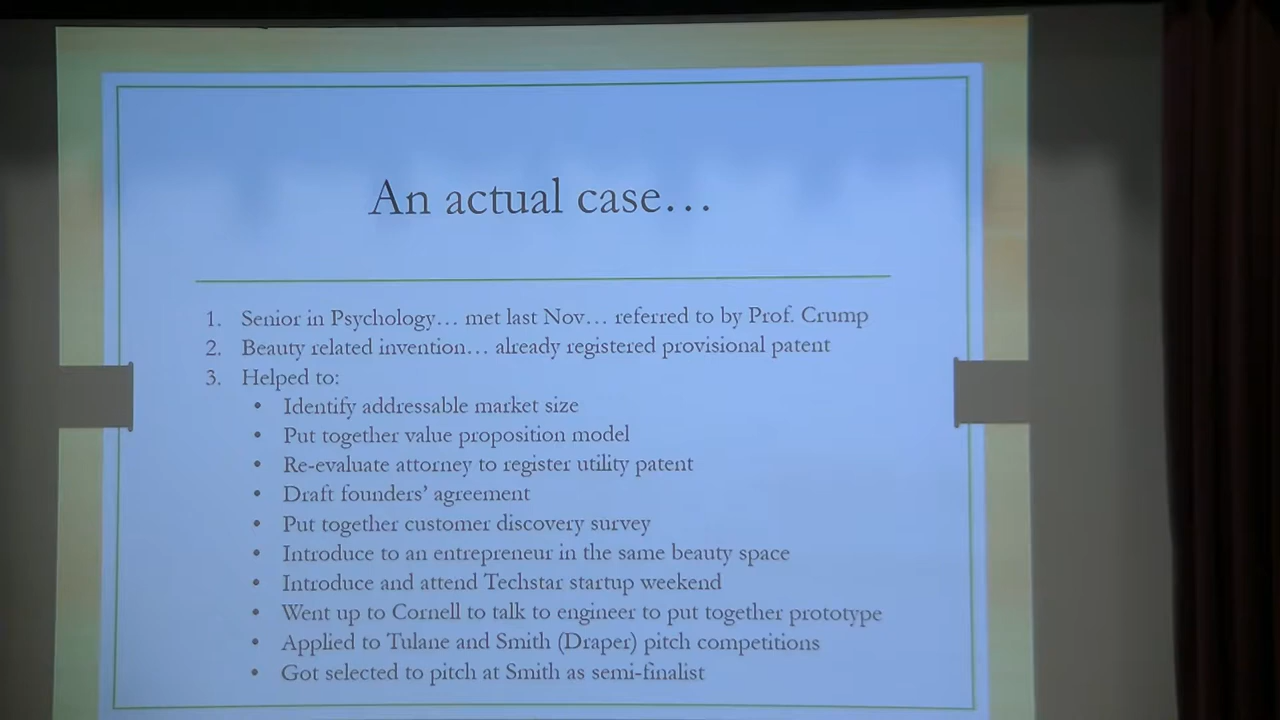 An actual case…
1. Senior in Psychology… met last Nov… referred to by Prof. Crump
2. Beauty related invention… already registered provisional patent
3. Helped to:
• Identify addressable market size
• Put together value proposition model
• Re-evaluate attorney to register utility patent
• Draft founders’ agreement
• Put together customer discovery survey
• Introduce to an entrepreneur in the same beauty space
• Introduce and attend Techstar startup weekend
• Went up to Cornell to talk to engineer to put together prototype
• Applied to Tulane and Smith (Draper) pitch competitions
• Got selected to pitch at Smith as semi-finalist